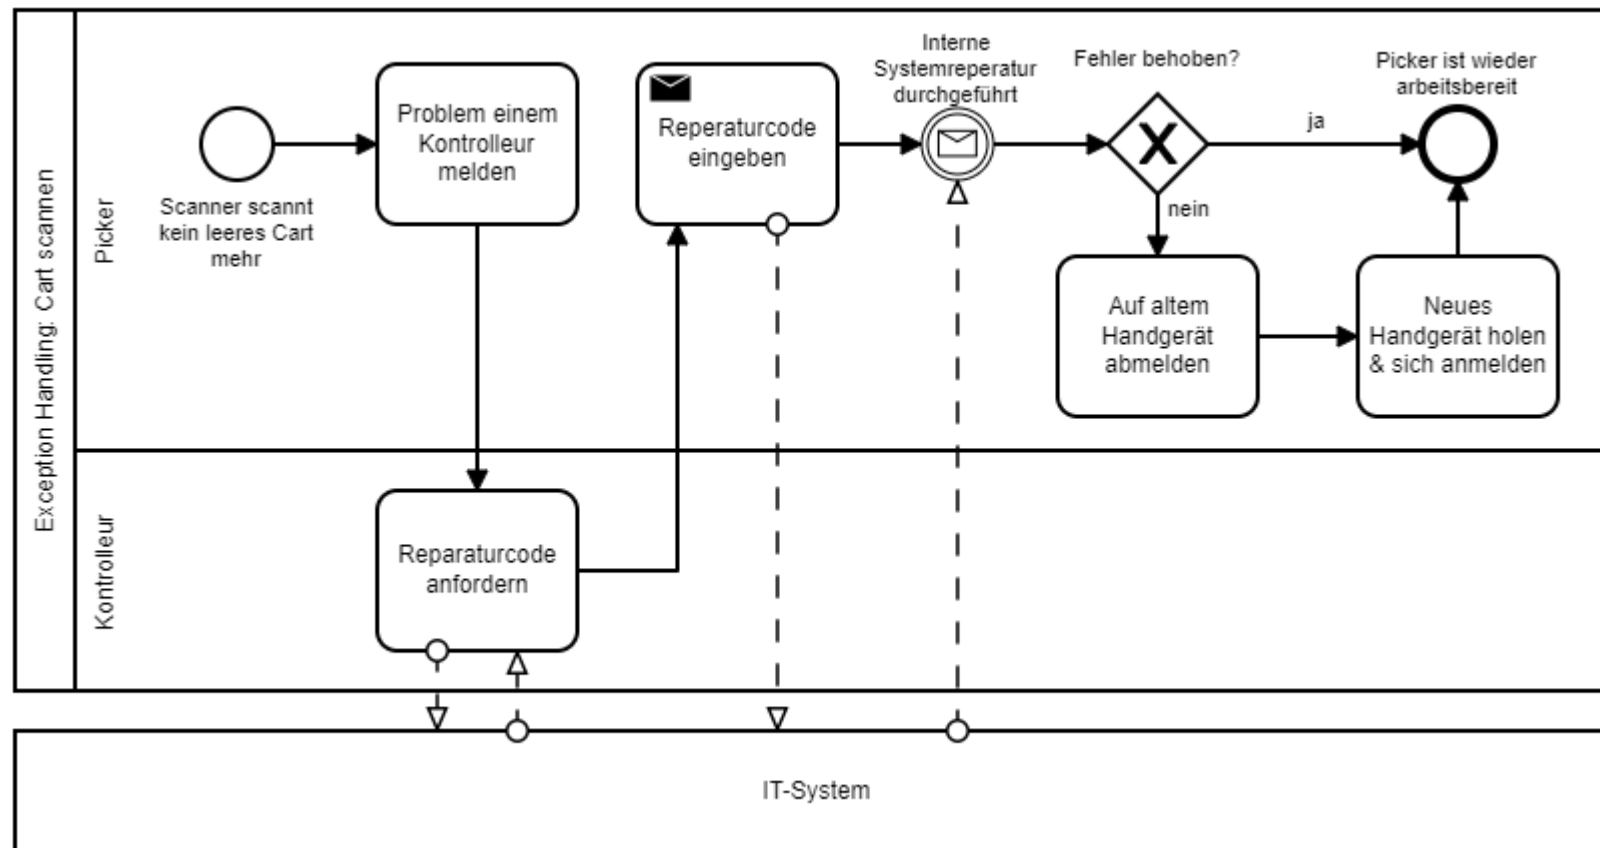 Exception Handling: Cart scannen
Picker
Scanner scannt
kein leeres Cart
mehr
Problem einem
Kontrolleur
melden
Reperaturcode
eingeben
Interne
Systemreperatur
durchgeführt
Fehler behoben?
ja
nein
Picker ist wieder
arbeitsbereit
Auf altem
Handgerät
abmelden
Neues
Handgerät holen
& sich anmelden
Kontrolleur
Reparaturcode
anfordern
IT-System